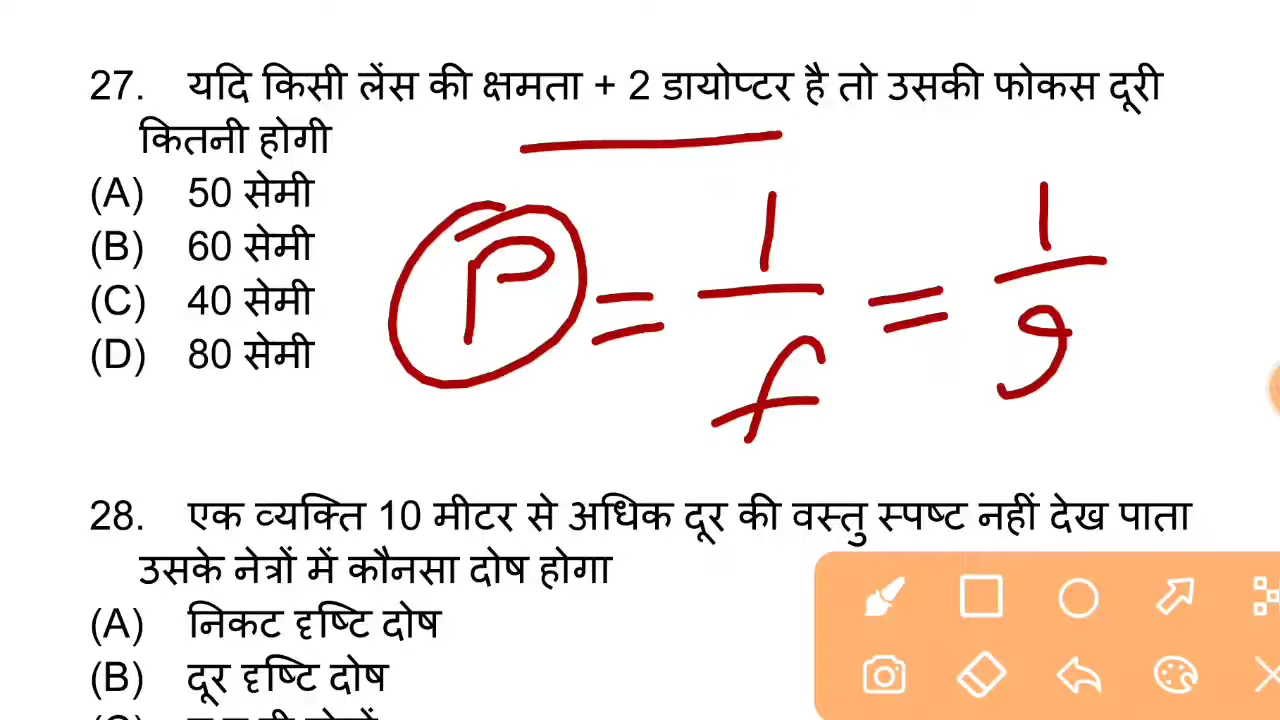 27. यदि किसी लेंस की क्षमता + 2 डायोप्टर है तो उसकी फोकस दूरी
कितनी होगी
(A) 50 सेमी
(B) 60 सेमी
(C) 40 सेमी
(D) 80 सेमी
P = 1/f = 1/
28. एक व्यक्ति 10 मीटर से अधिक दूर की वस्तु स्पष्ट नहीं देख पाता
उसके नेत्रों में कौनसा दोष होगा
(A) निकट दृष्टि दोष
(B) दूर दृष्टि दोष